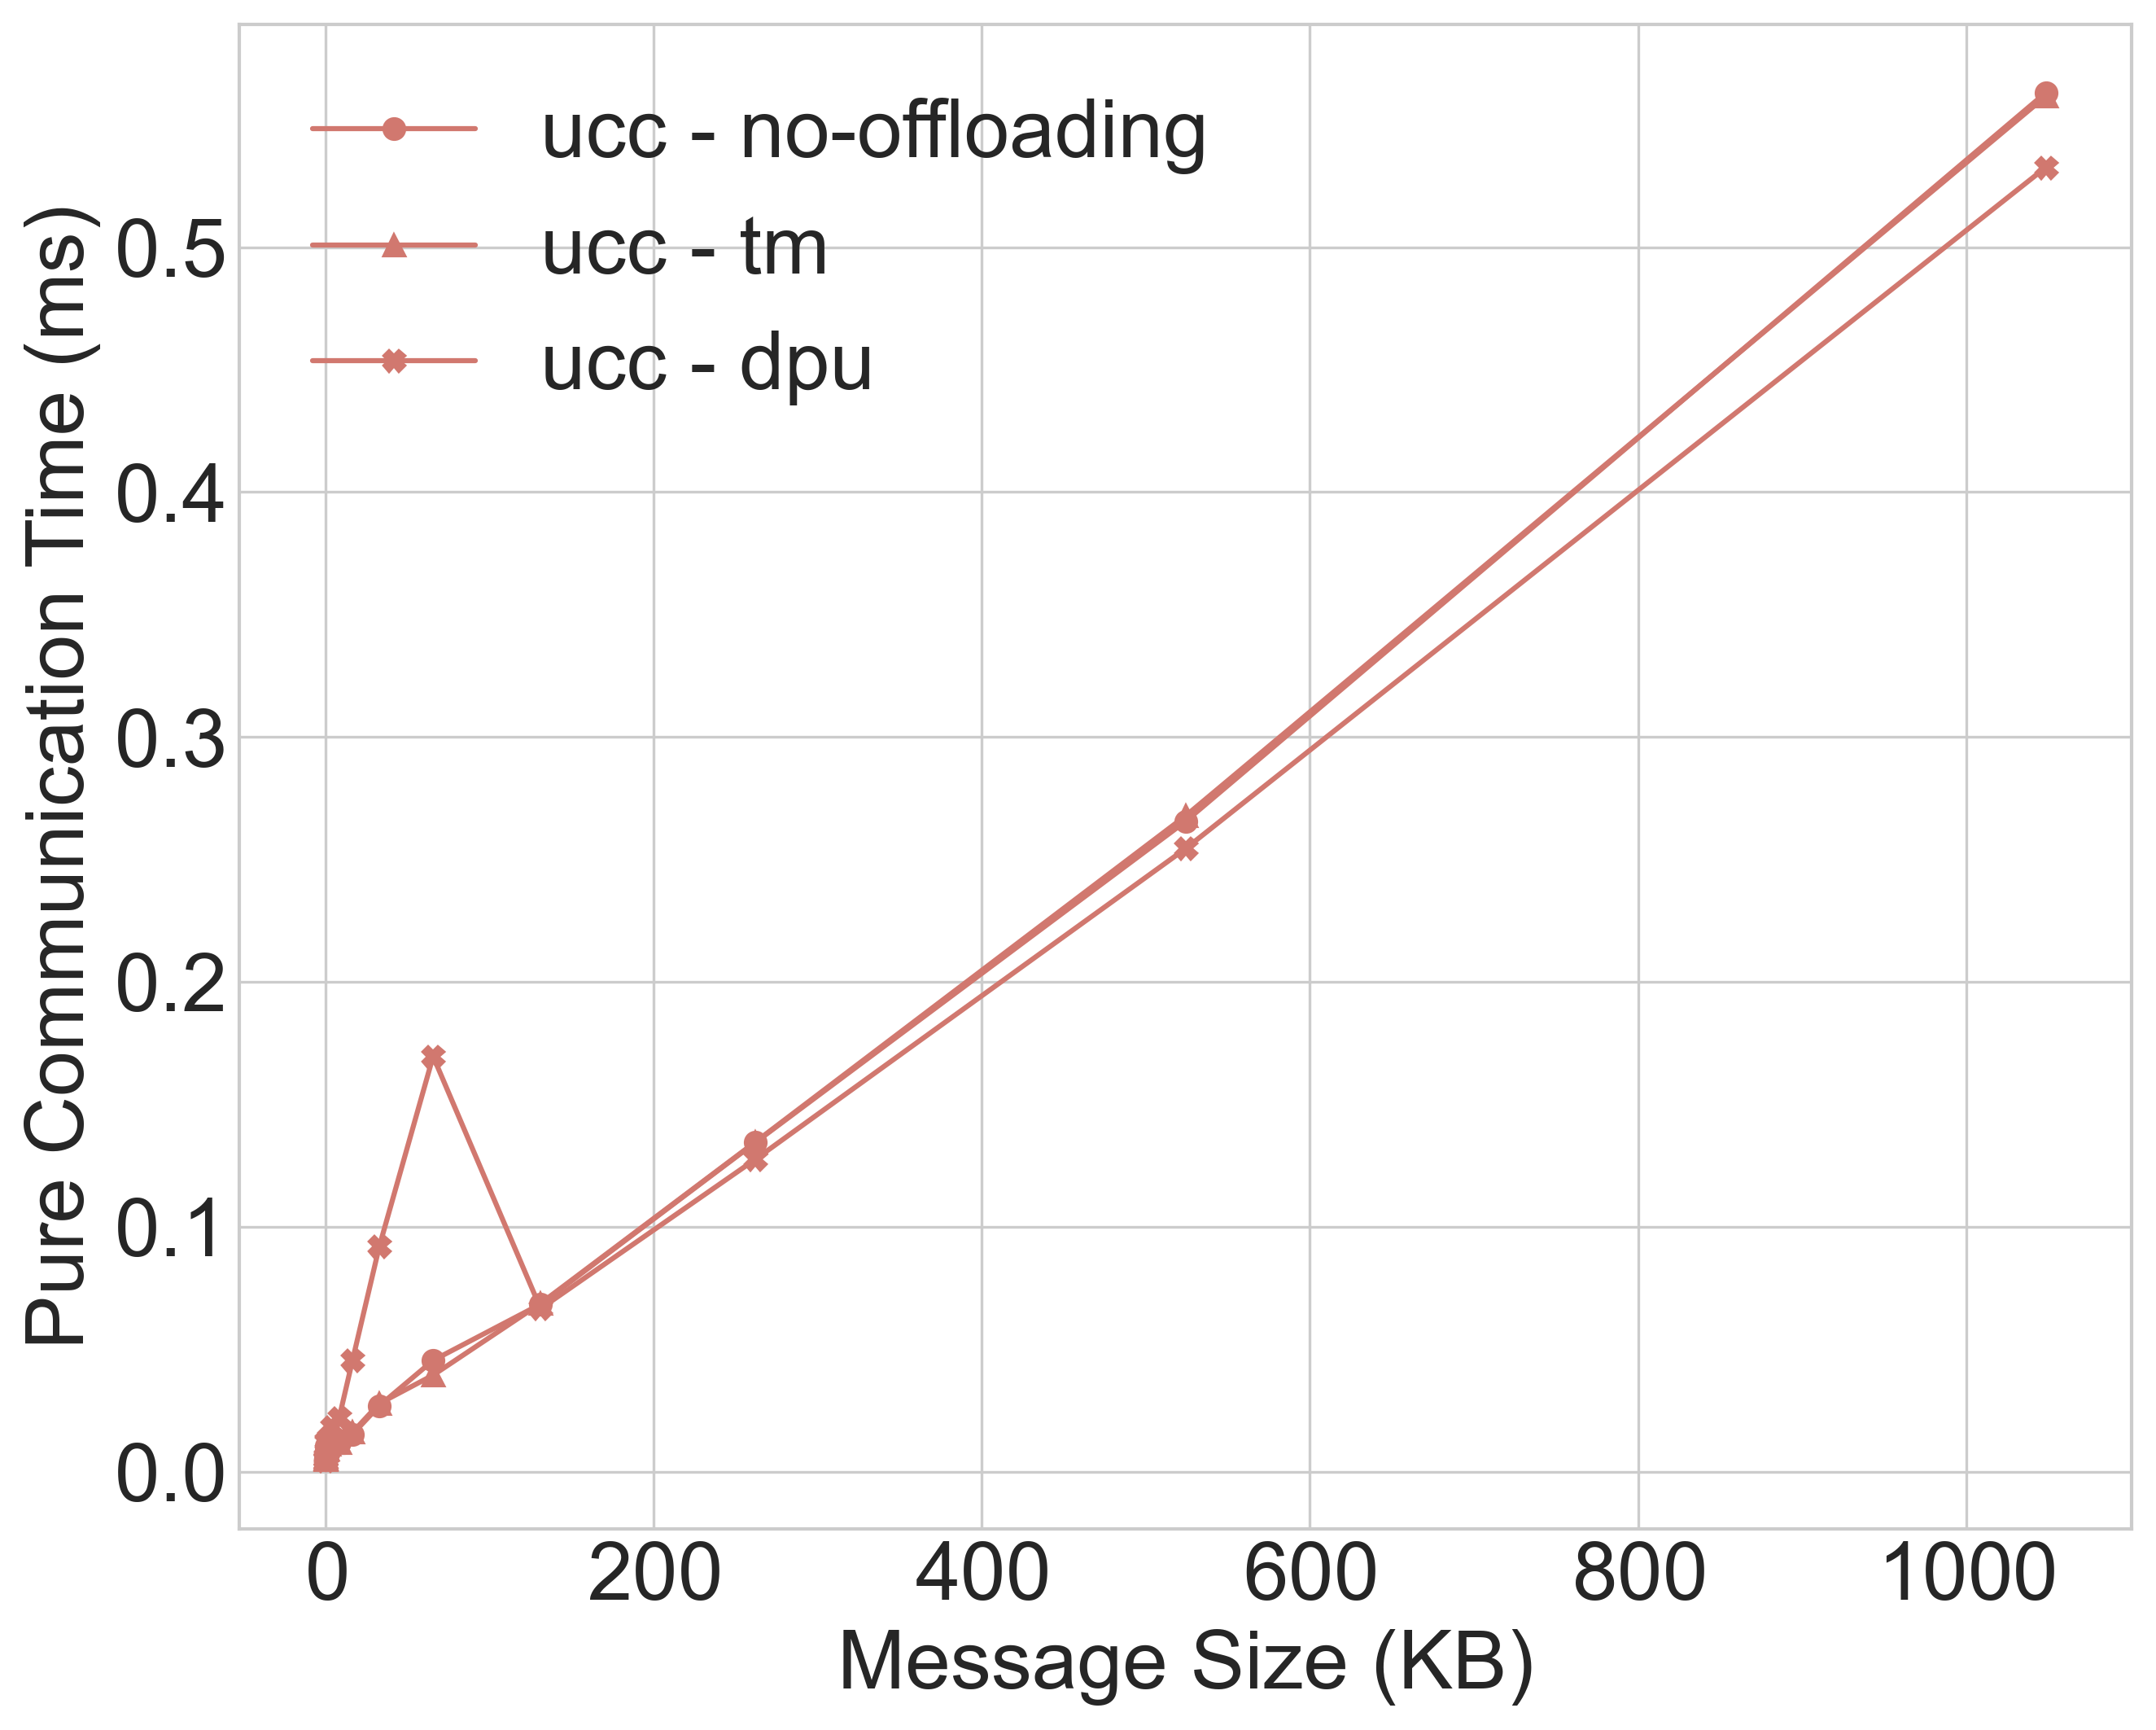 ucc - no-offloading
ucc - tm
ucc - dpu
Pure Communication Time (ms)
0.5
0.4
0.3
0.2
0.1
0.0
0 200 400 600 800 1000
Message Size (KB)